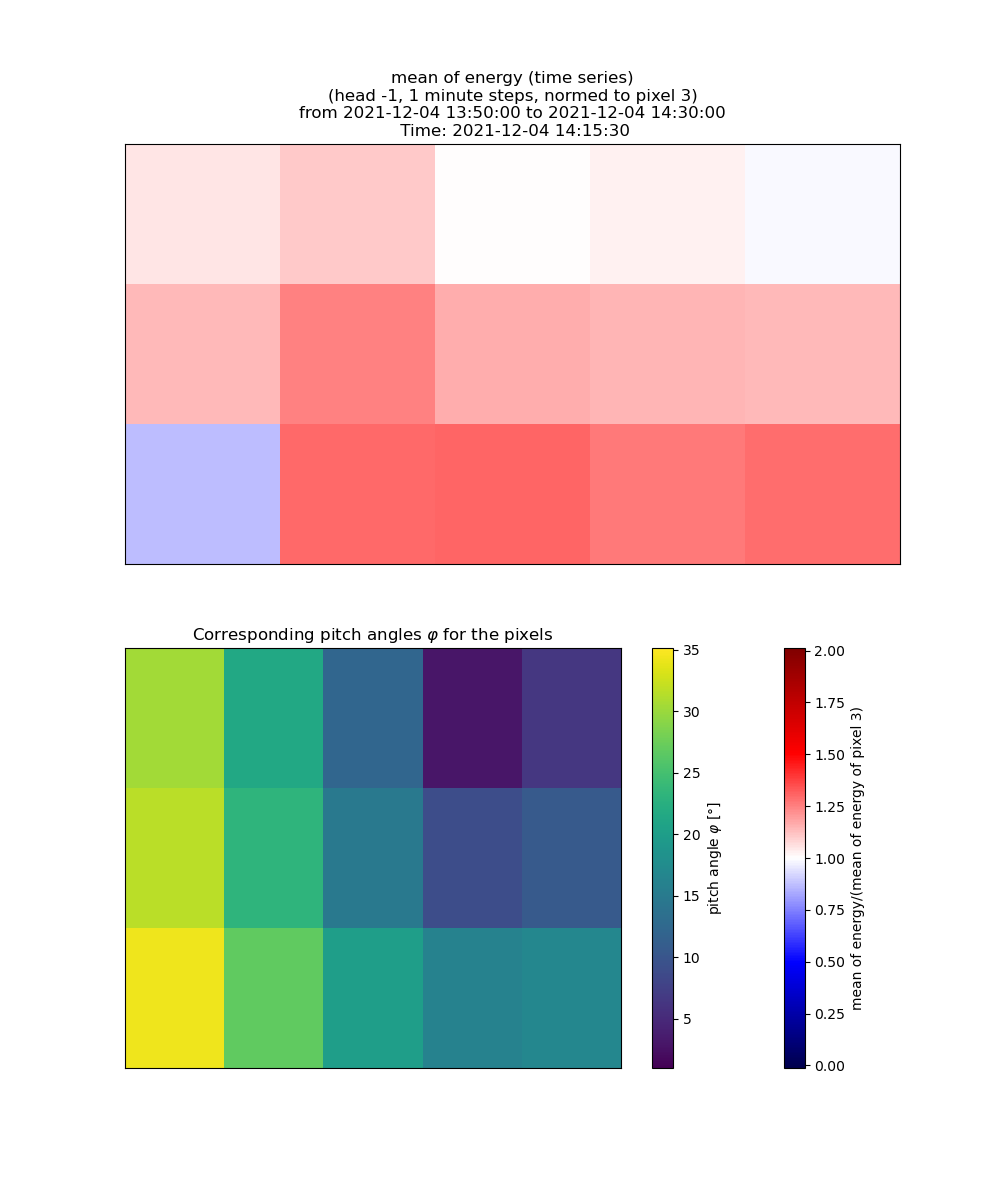 mean of energy (time series)
(head -1, 1 minute steps, normed to pixel 3)
from 2021-12-04 13:50:00 to 2021-12-04 14:30:00
Time: 2021-12-04 14:15:30
Corresponding pitch angles φ for the pixels
35
30
25
20
15
10
5
pitch angle φ [°]
2.00
1.75
1.50
1.25
1.00
0.75
0.50
0.25
0.00
mean of energy/(mean of energy of pixel 3)